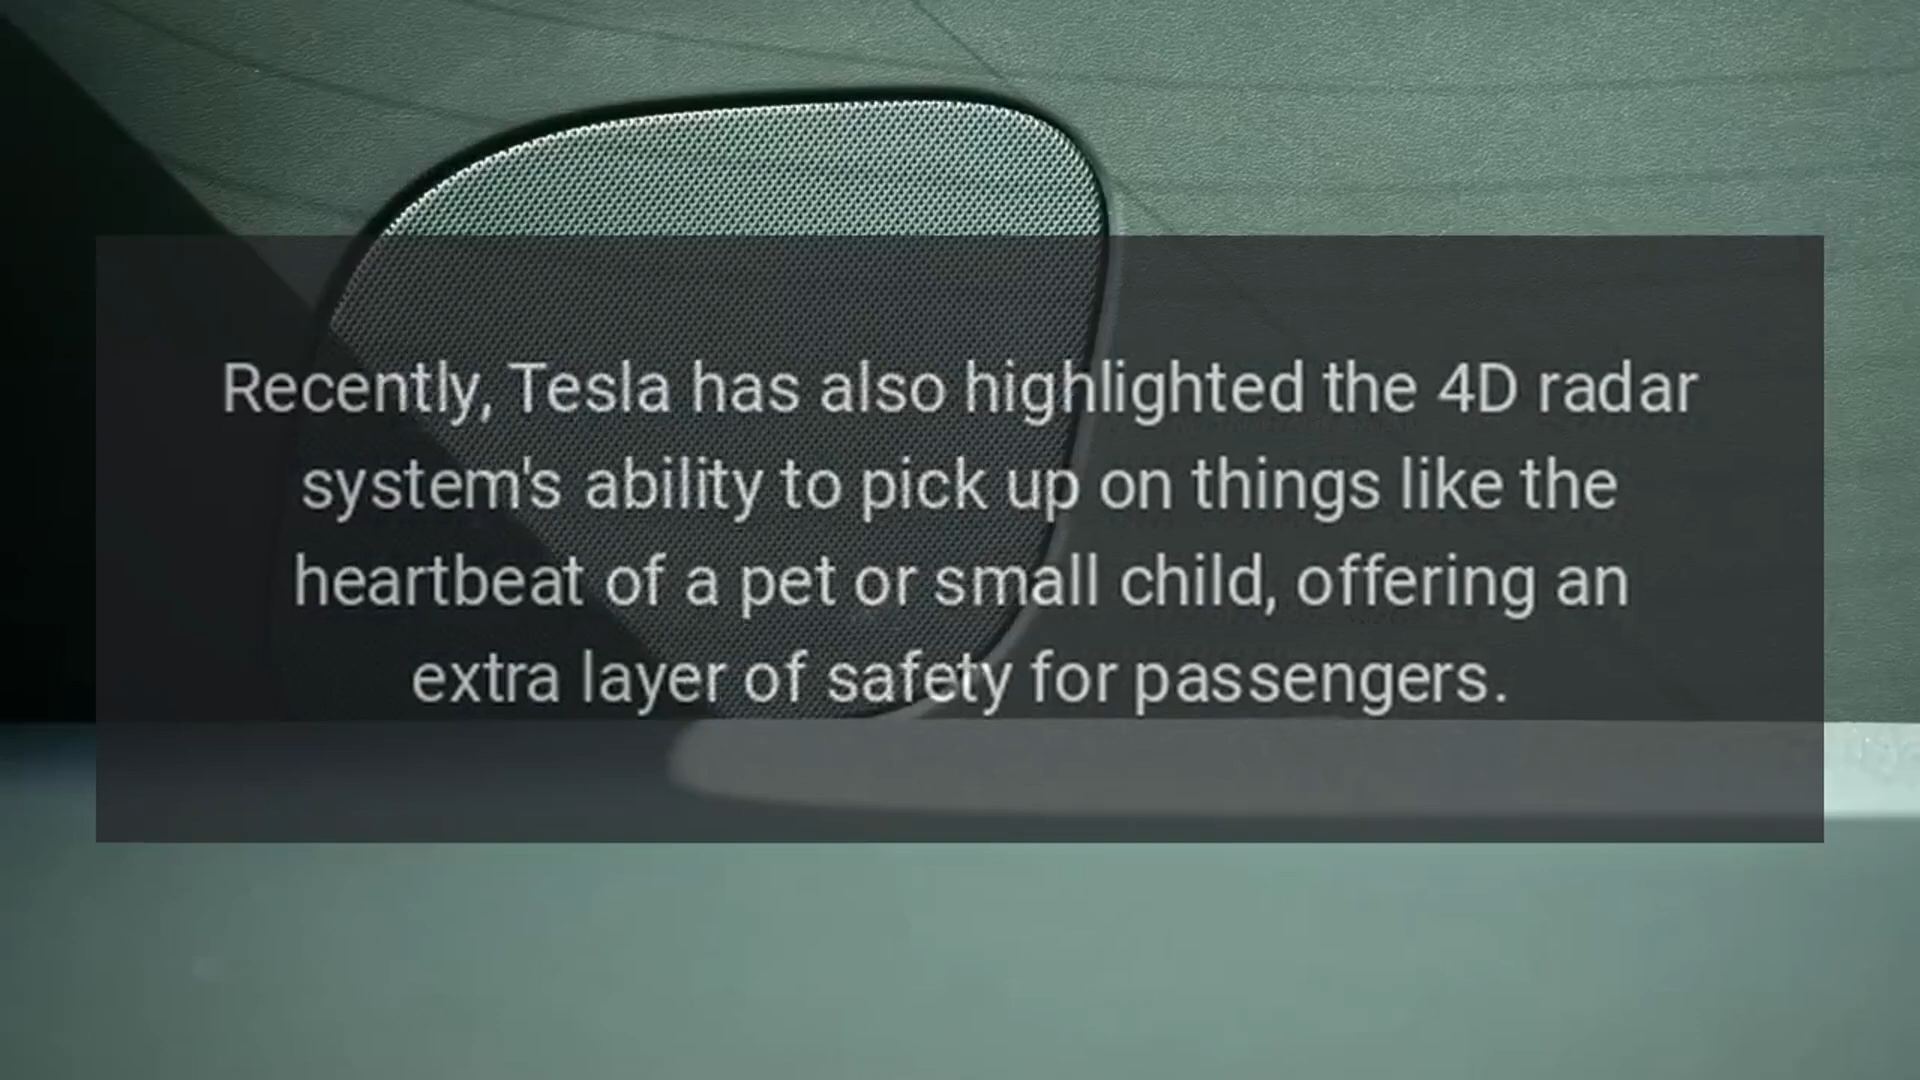 Recently, Tesla has also highlighted the 4D radar
system's ability to pick up on things like the
heartbeat of a pet or small child, offering an
extra layer of safety for passengers.